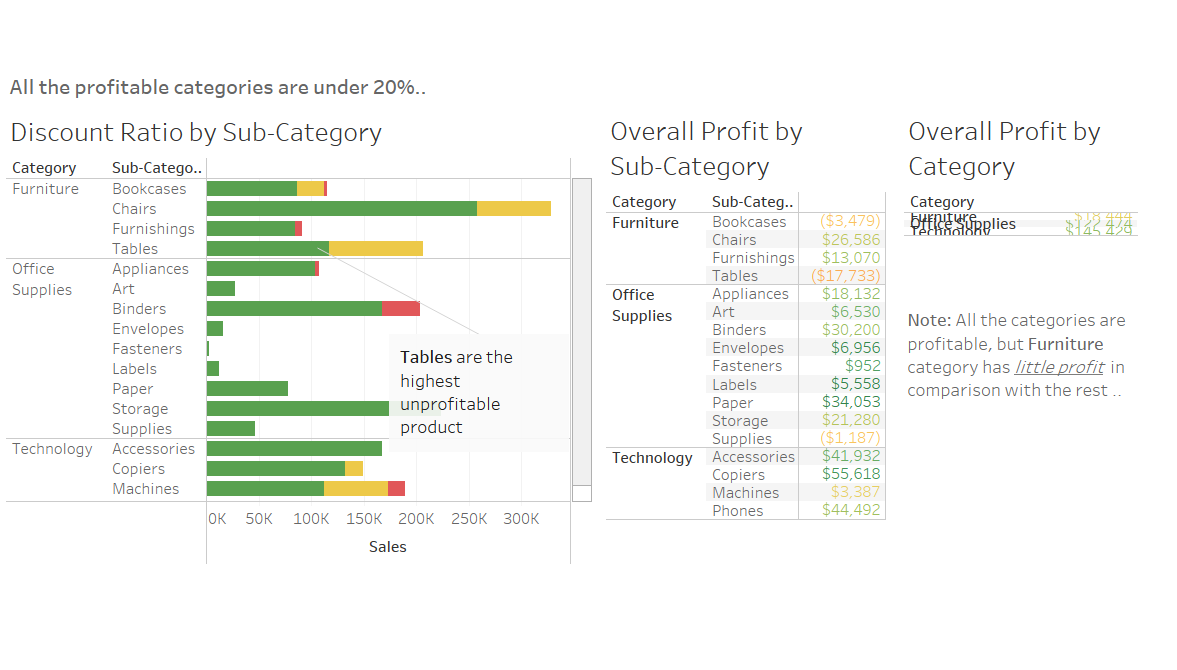 All the profitable categories are under 20%..
Discount Ratio by Sub-Category
Category Sub-Catego..
Furniture Bookcases
Chairs
Furnishings
Tables
Office Supplies Appliances
Art
Binders
Envelopes
Fasteners
Labels
Paper
Storage
Supplies
Technology Accessories
Copiers
Machines
0K 50K 100K 150K 200K 250K 300K
Sales
Tables are the
highest
unprofitable
product
Overall Profit by
Sub-Category
Category Sub-Categ..
Furniture Bookcases ($3,479)
Chairs $26,586
Furnishings $13,070
Tables ($17,733)
Office Supplies Appliances $18,132
Art $6,530
Binders $30,200
Envelopes $6,956
Fasteners $952
Labels $5,558
Paper $34,053
Storage $21,280
Supplies ($1,187)
Technology Accessories $41,932
Copiers $55,618
Machines $3,387
Phones $44,492
Overall Profit by
Category
Category
Furniture $18,444
Office Supplies
Technology $145,429
Note: All the categories are
profitable, but Furniture
category has little profit in
comparison with the rest ..